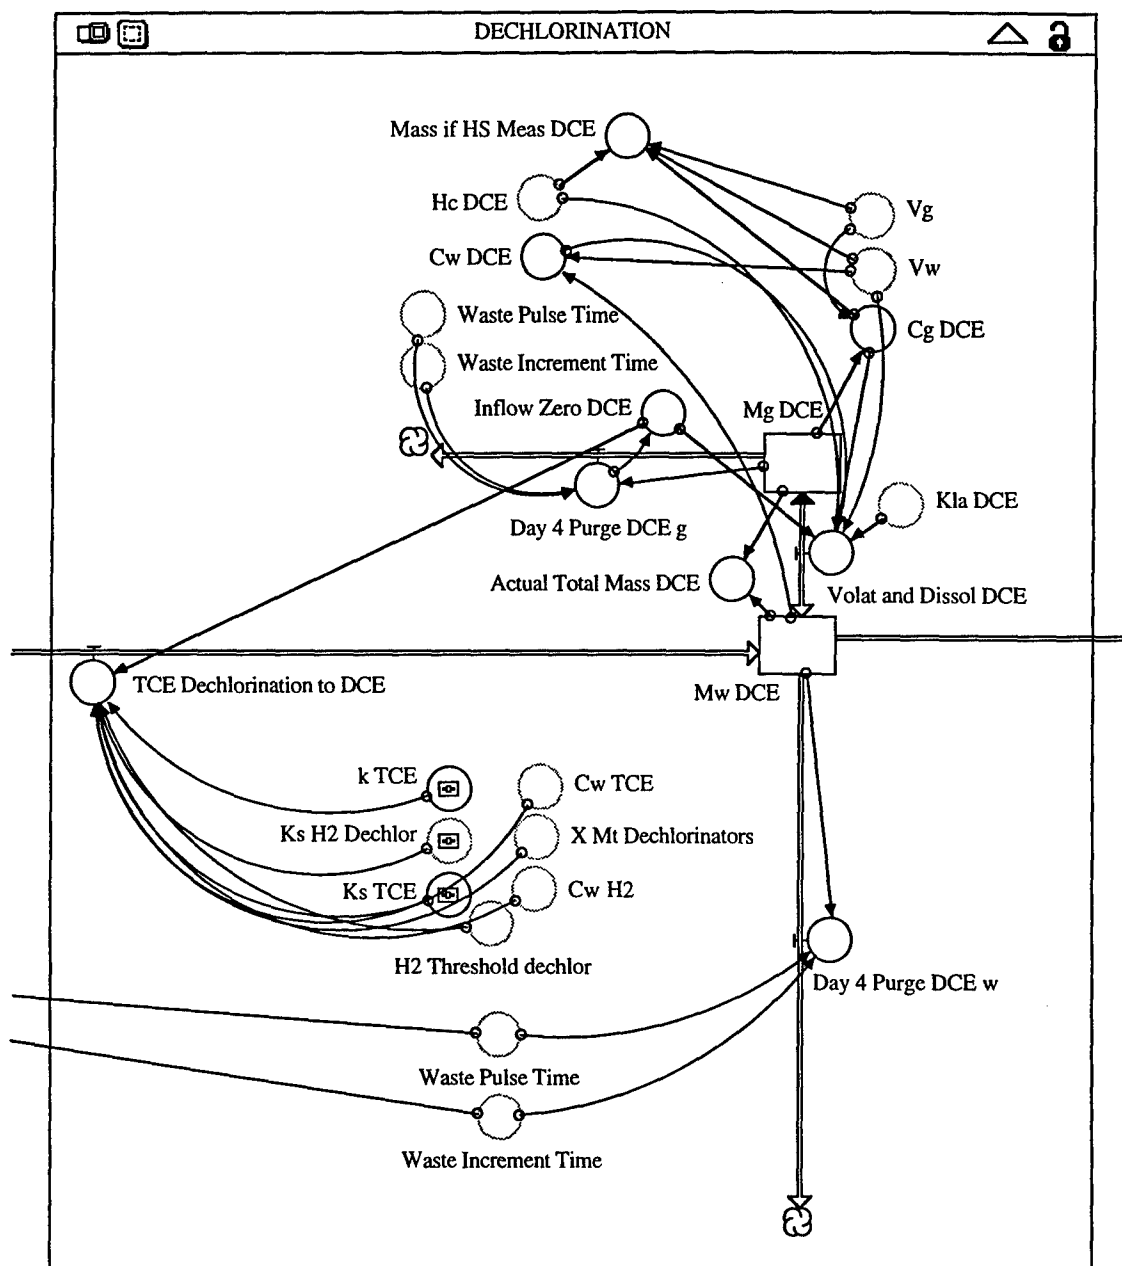 DECHLORINATION
Mass if HS Meas DCE
Hc DCE
Vg
Cw DCE
Vw
Waste Pulse Time
Cg DCE
Waste Increment Time
Inflow Zero DCE
Mg DCE
Kla DCE
Day 4 Purge DCE g
Actual Total Mass DCE
Volat and Dissol DCE
TCE Dechlorination to DCE
Mw DCE
k TCE
Cw TCE
Ks H2 Dechlor
X Mt Dechlorinators
Ks TCE
Cw H2
H2 Threshold dechlor
Day 4 Purge DCE w
Waste Pulse Time
Waste Increment Time